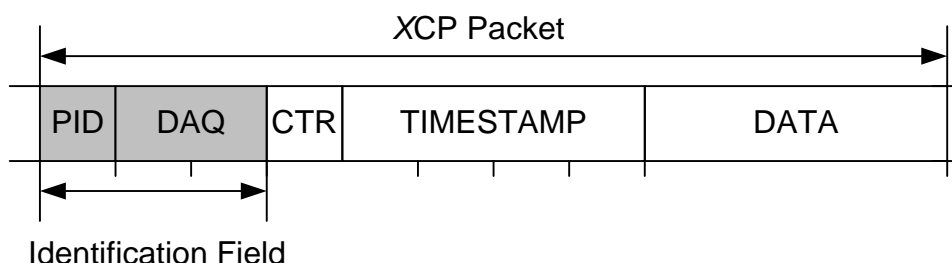 XCP Packet
PID DAQ CTR TIMESTAMP DATA
Identification Field